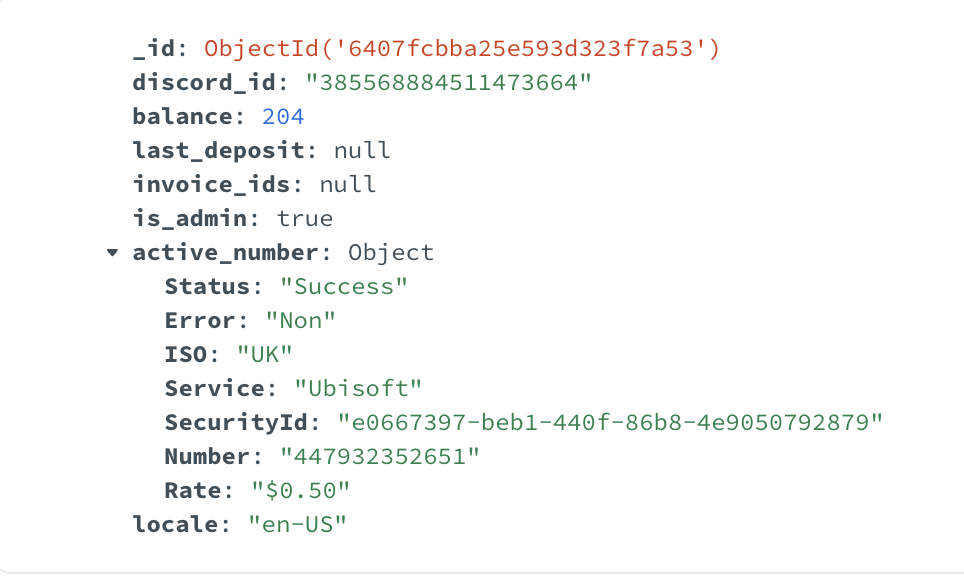 _id: ObjectId('6407fcbba25e593d323f7a53')
discord_id: "385568884511473664"
balance: 204
last_deposit: null
invoice_ids: null
is_admin: true
active_number: Object
Status: "Success"
Error: "Non"
ISO: "UK"
Service: "Ubisoft"
SecurityId: "e0667397-beb1-440f-86b8-4e9050792879"
Number: "447932352651"
Rate: "$0.50"
locale: "en-US"